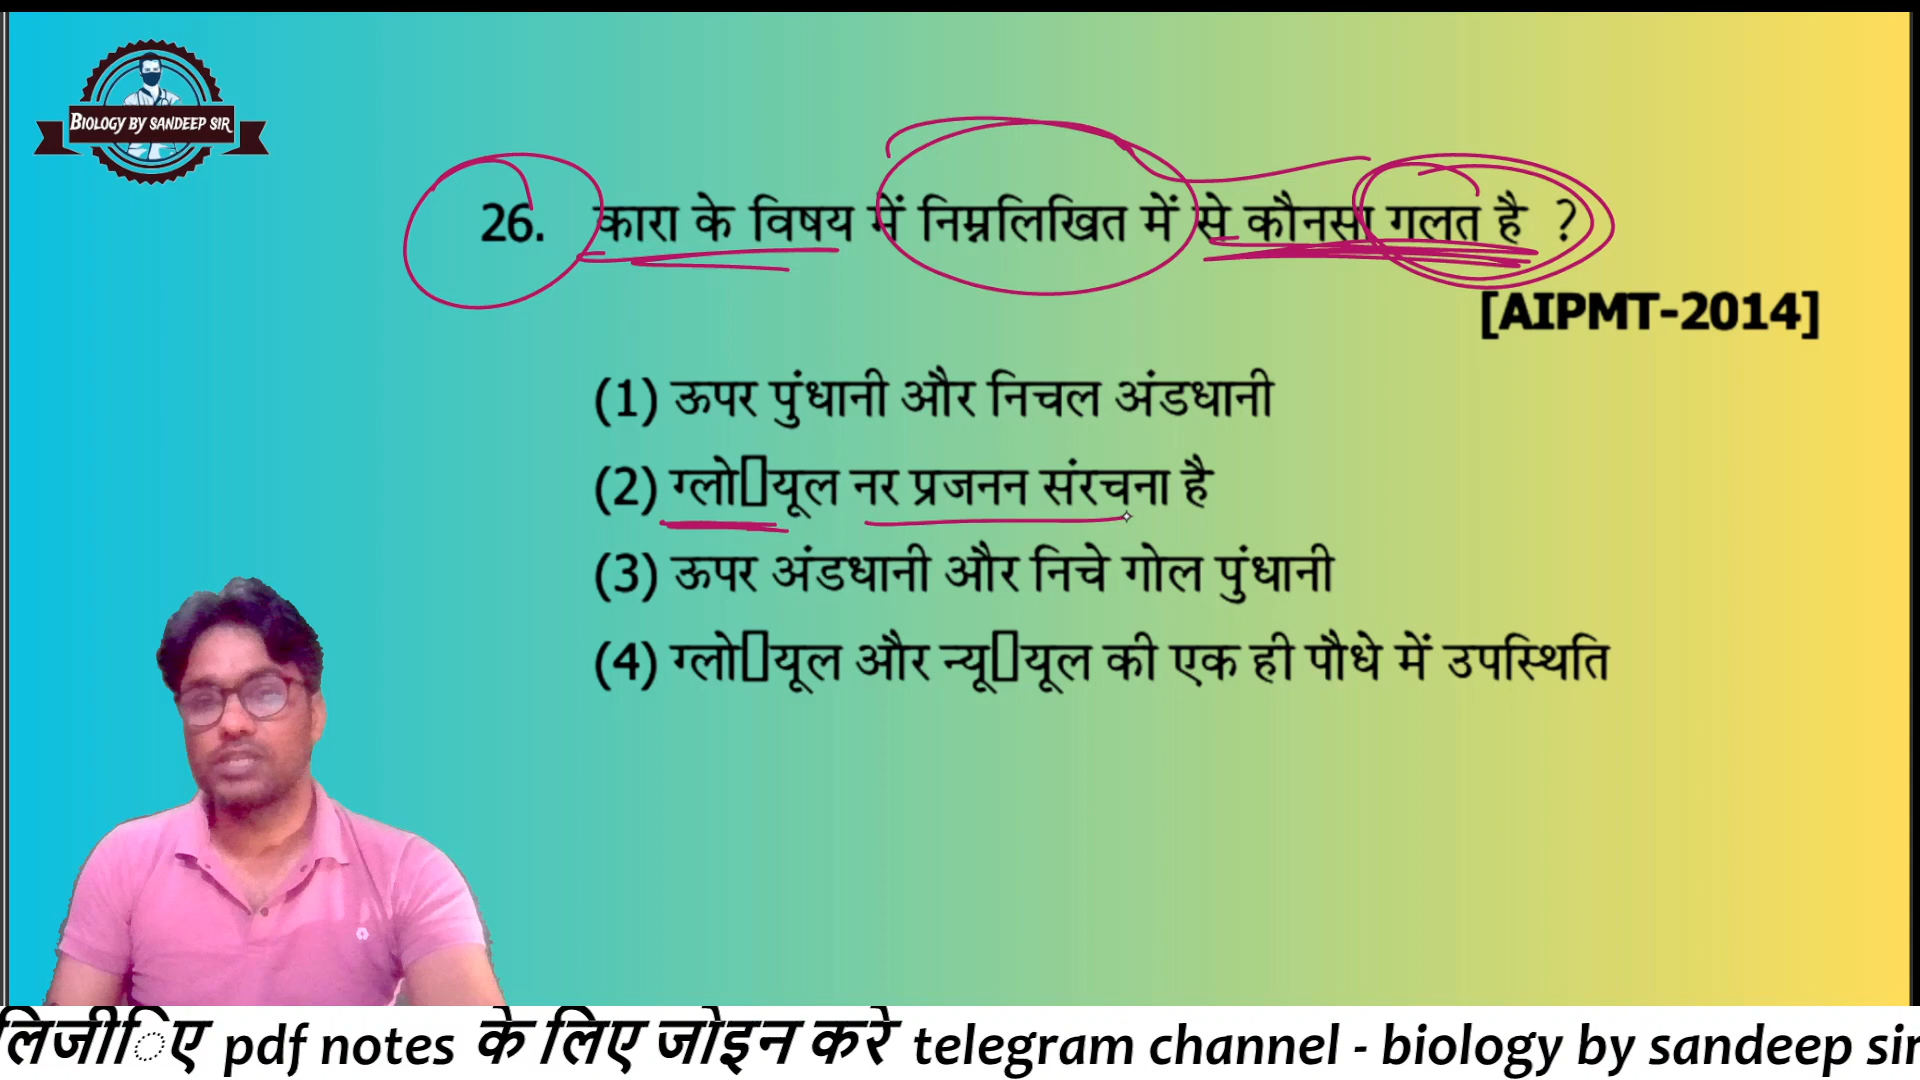 BIOLOGY BY SANDEEP SIR
26. कारा के विषय में निम्नलिखित में से कौनसा गलत है ?
[AIPMT-2014]
(1) ऊपर पुंधानी और निचल अंडधानी
(2) ग्लो▯यूल नर प्रजनन संरचना है
(3) ऊपर अंडधानी और निचे गोल पुंधानी
(4) ग्लो▯यूल और न्यू▯यूल की एक ही पौधे में उपस्थिति
लिजीिए pdf notes के लिए जोइन करे telegram channel - biology by sandeep sir